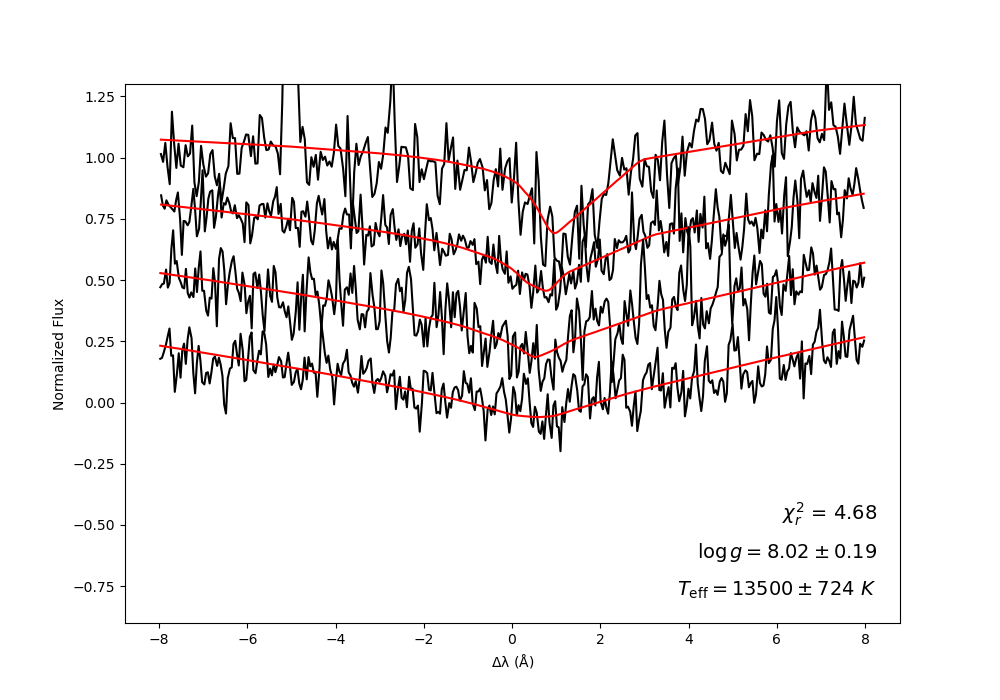 1.25
1.00
0.75
0.50
0.25
0.00
−0.25
−0.50
−0.75
Normalized Flux
χ²ᵣ = 4.68
log g = 8.02 ± 0.19
T_eff = 13500 ± 724 K
−8 −6 −4 −2 0 2 4 6 8
Δλ (Å)